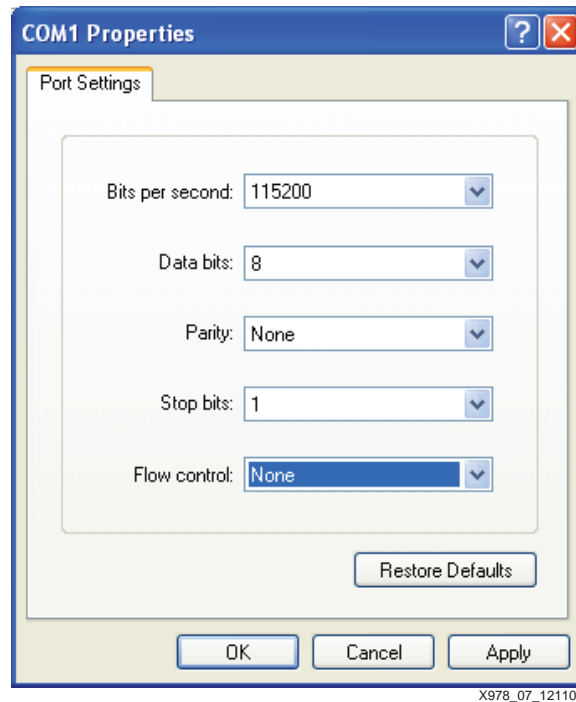 COM1 Properties
Port Settings
Bits per second: 115200
Data bits: 8
Parity: None
Stop bits: 1
Flow control: None
Restore Defaults
OK Cancel Apply
X978_07_12110